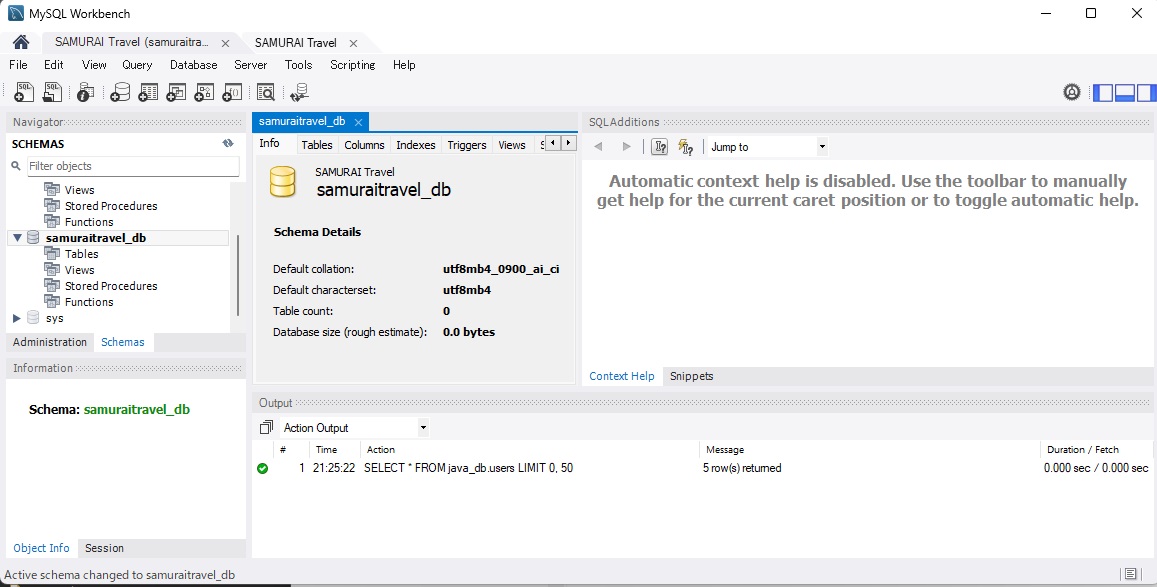 MySQL Workbench
SAMURAI Travel (samuraitra...
SAMURAI Travel
File Edit View Query Database Server Tools Scripting Help
Navigator
SCHEMAS
Filter objects
Views
Stored Procedures
Functions
samuraitravel_db
Tables
Views
Stored Procedures
Functions
sys
Administration Schemas
Information
Schema: samuraitravel_db
Object Info Session
samuraitravel_db
Info Tables Columns Indexes Triggers Views
SAMURAI Travel
samuraitravel_db
Schema Details
Default collation: utf8mb4_0900_ai_ci
Default characterset: utf8mb4
Table count: 0
Database size (rough estimate): 0.0 bytes
SQLAdditions
Jump to
Automatic context help is disabled. Use the toolbar to manually
get help for the current caret position or to toggle automatic help.
Context Help Snippets
Output
Action Output
# Time Action Message Duration / Fetch
1 21:25:22 SELECT * FROM java_db.users LIMIT 0, 50 5 row(s) returned 0.000 sec / 0.000 sec
Active schema changed to samuraitravel_db